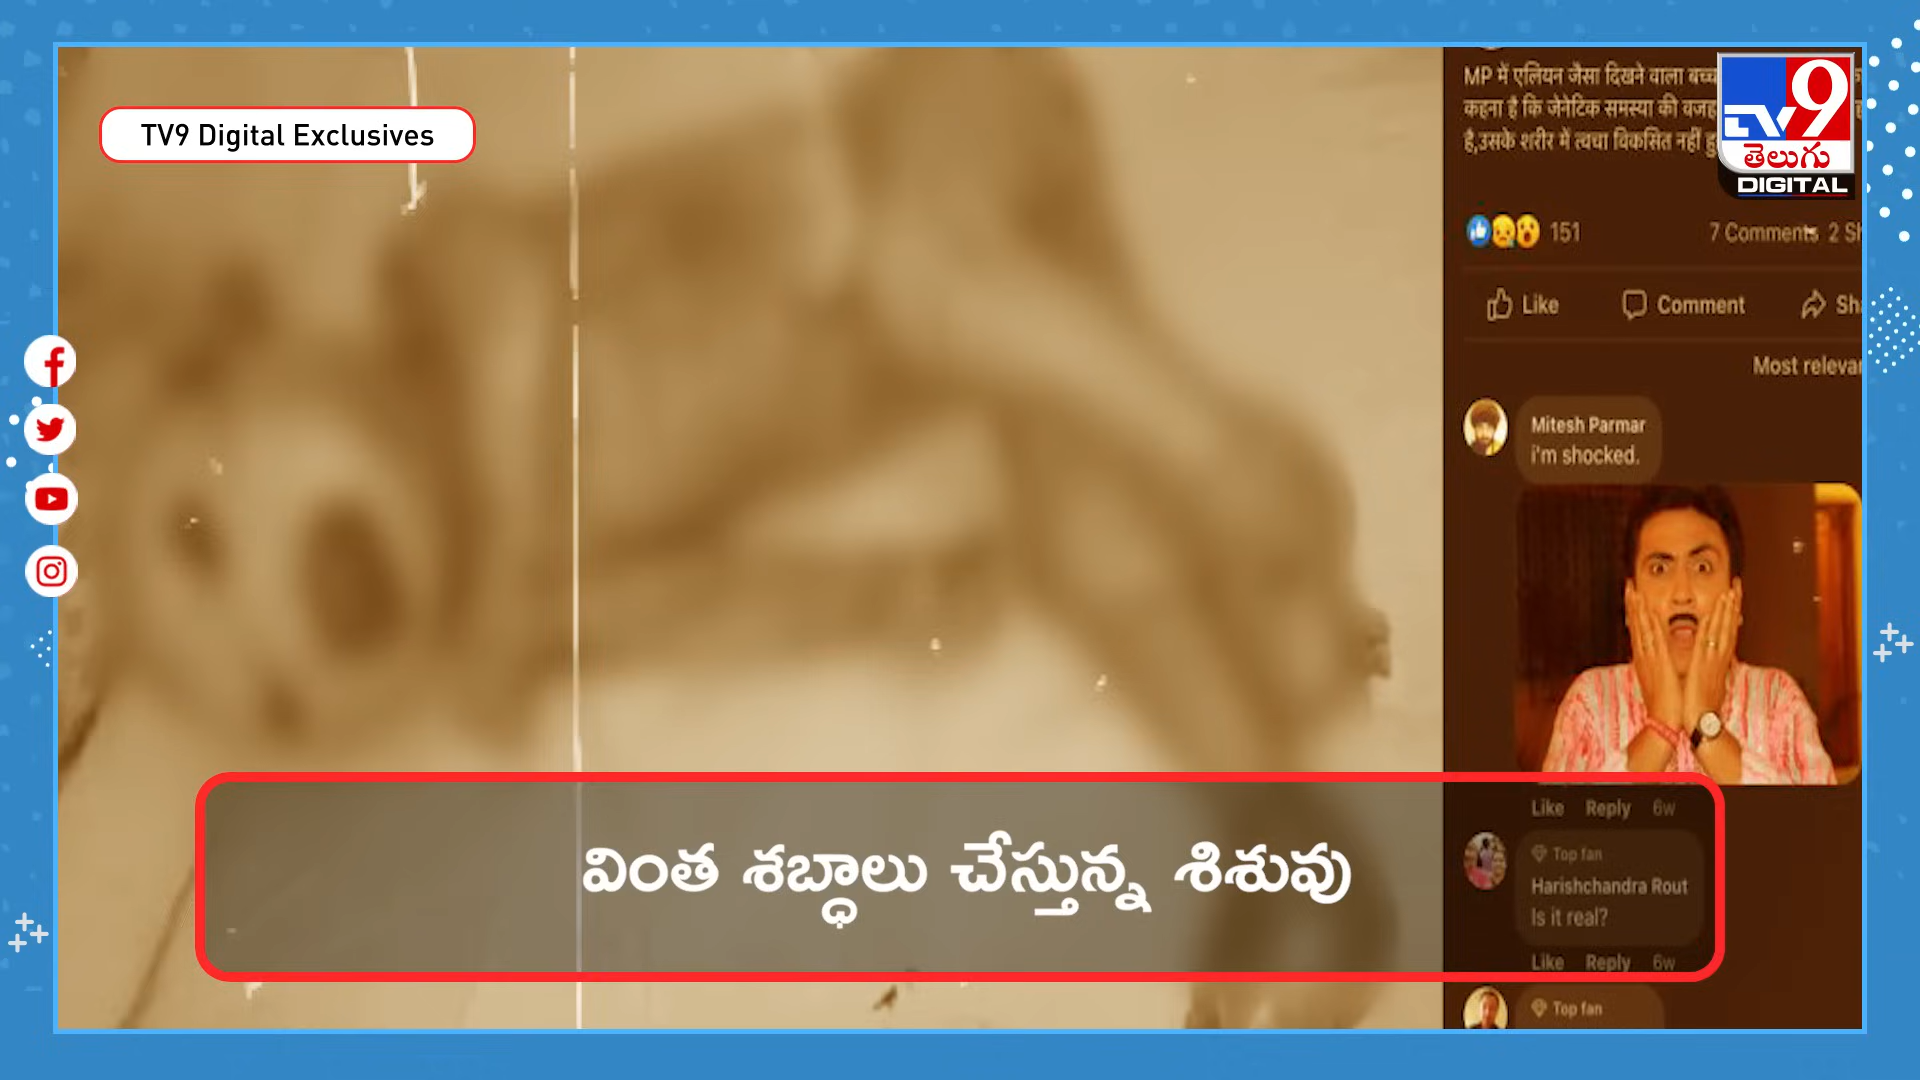 TV9 Digital Exclusives
MP में एलियन जैसा दिखने वाला
कहना है कि जेनेटिक समस्या की
है,उसके शरीर में त्वचा विकसित नहीं
TV9
తెలుగు
DIGITAL
151
7 Comments 2
Like Comment
Most
Mitesh Parmar
i'm shocked.
Like Reply 6w
వింత శబ్ధాలు చేస్తున్న శిశువు
Top fan
Harishchandra Rout
Is it real?
Like Reply 6w
Top fan